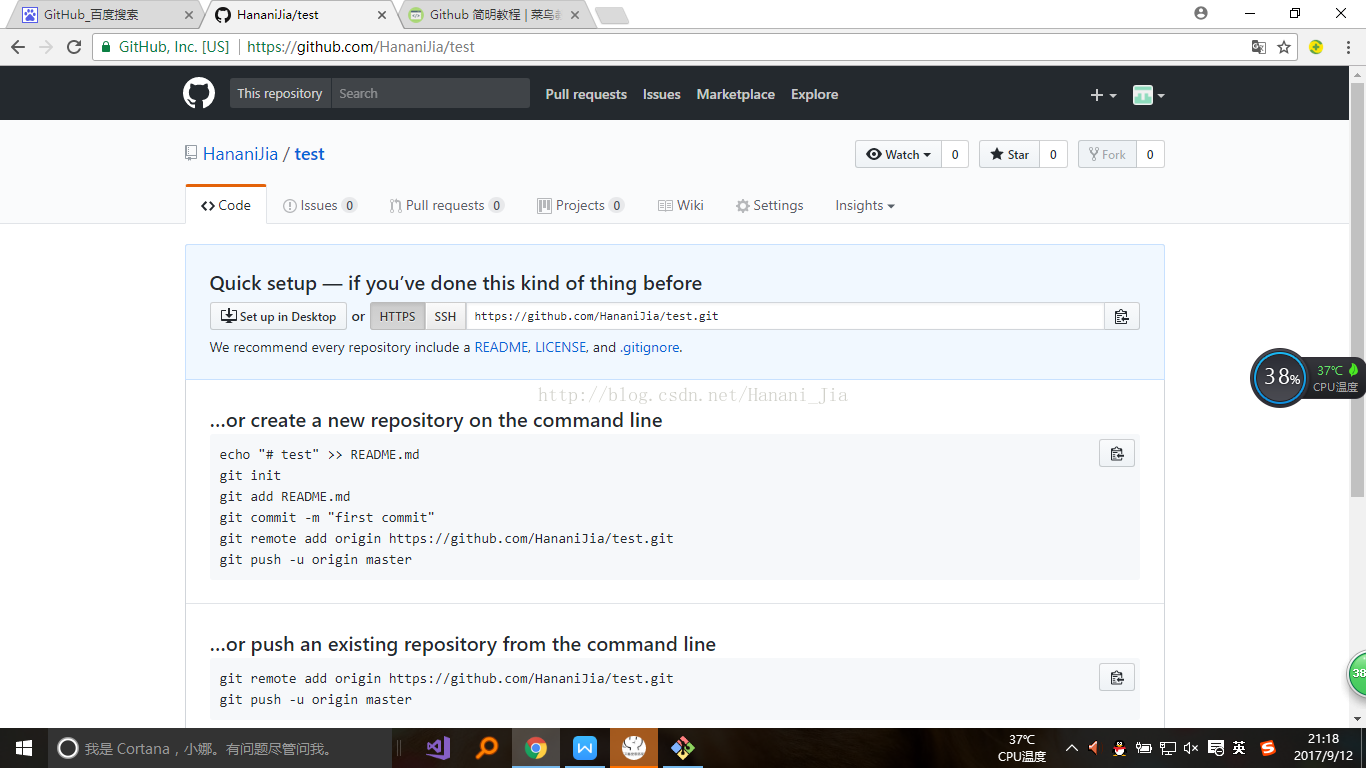 GitHub_百度搜索
HananiJia/test
Github 简明教程 | 菜鸟
GitHub, Inc. [US]
https://github.com/HananiJia/test
This repository
Search
Pull requests
Issues
Marketplace
Explore
HananiJia / test
Watch 0
Star 0
Fork 0
Code
Issues 0
Pull requests 0
Projects 0
Wiki
Settings
Insights
Quick setup — if you’ve done this kind of thing before
Set up in Desktop
or
HTTPS
SSH
https://github.com/HananiJia/test.git
We recommend every repository include a README, LICENSE, and .gitignore.
38%
37℃
CPU温度
http://blog.csdn.net/Hanani_Jia
…or create a new repository on the command line
echo "# test" >> README.md
git init
git add README.md
git commit -m "first commit"
git remote add origin https://github.com/HananiJia/test.git
git push -u origin master
…or push an existing repository from the command line
38
git remote add origin https://github.com/HananiJia/test.git
git push -u origin master
我是 Cortana，小娜。有问题尽管问我。
37℃
CPU温度
英
21:18
2017/9/12